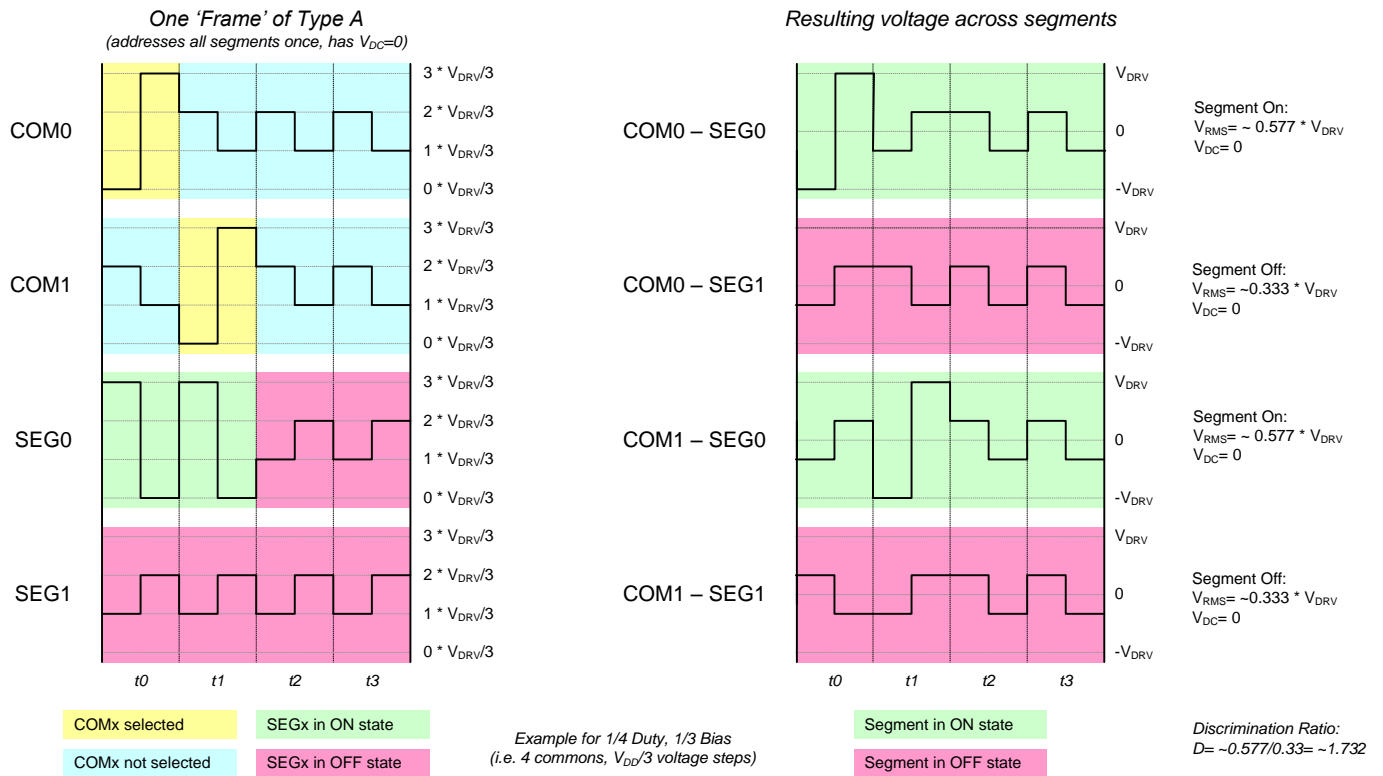 One ‘Frame’ of Type A
(addresses all segments once, has VDC=0)
Resulting voltage across segments
COM0
3 * VDRV/3
2 * VDRV/3
1 * VDRV/3
0 * VDRV/3
COM0 – SEG0
VDRV
0
-VDRV
Segment On:
VRMS= ~ 0.577 * VDRV
VDC= 0
COM1
3 * VDRV/3
2 * VDRV/3
1 * VDRV/3
0 * VDRV/3
COM0 – SEG1
VDRV
0
-VDRV
Segment Off:
VRMS= ~0.333 * VDRV
VDC= 0
SEG0
3 * VDRV/3
2 * VDRV/3
1 * VDRV/3
0 * VDRV/3
COM1 – SEG0
VDRV
0
-VDRV
Segment On:
VRMS= ~ 0.577 * VDRV
VDC= 0
SEG1
3 * VDRV/3
2 * VDRV/3
1 * VDRV/3
0 * VDRV/3
COM1 – SEG1
VDRV
0
-VDRV
Segment Off:
VRMS= ~0.333 * VDRV
VDC= 0
t0 t1 t2 t3
t0 t1 t2 t3
COMx selected
SEGx in ON state
COMx not selected
SEGx in OFF state
Example for 1/4 Duty, 1/3 Bias
(i.e. 4 commons, VDD/3 voltage steps)
Segment in ON state
Segment in OFF state
Discrimination Ratio:
D= ~0.577/0.33= ~1.732